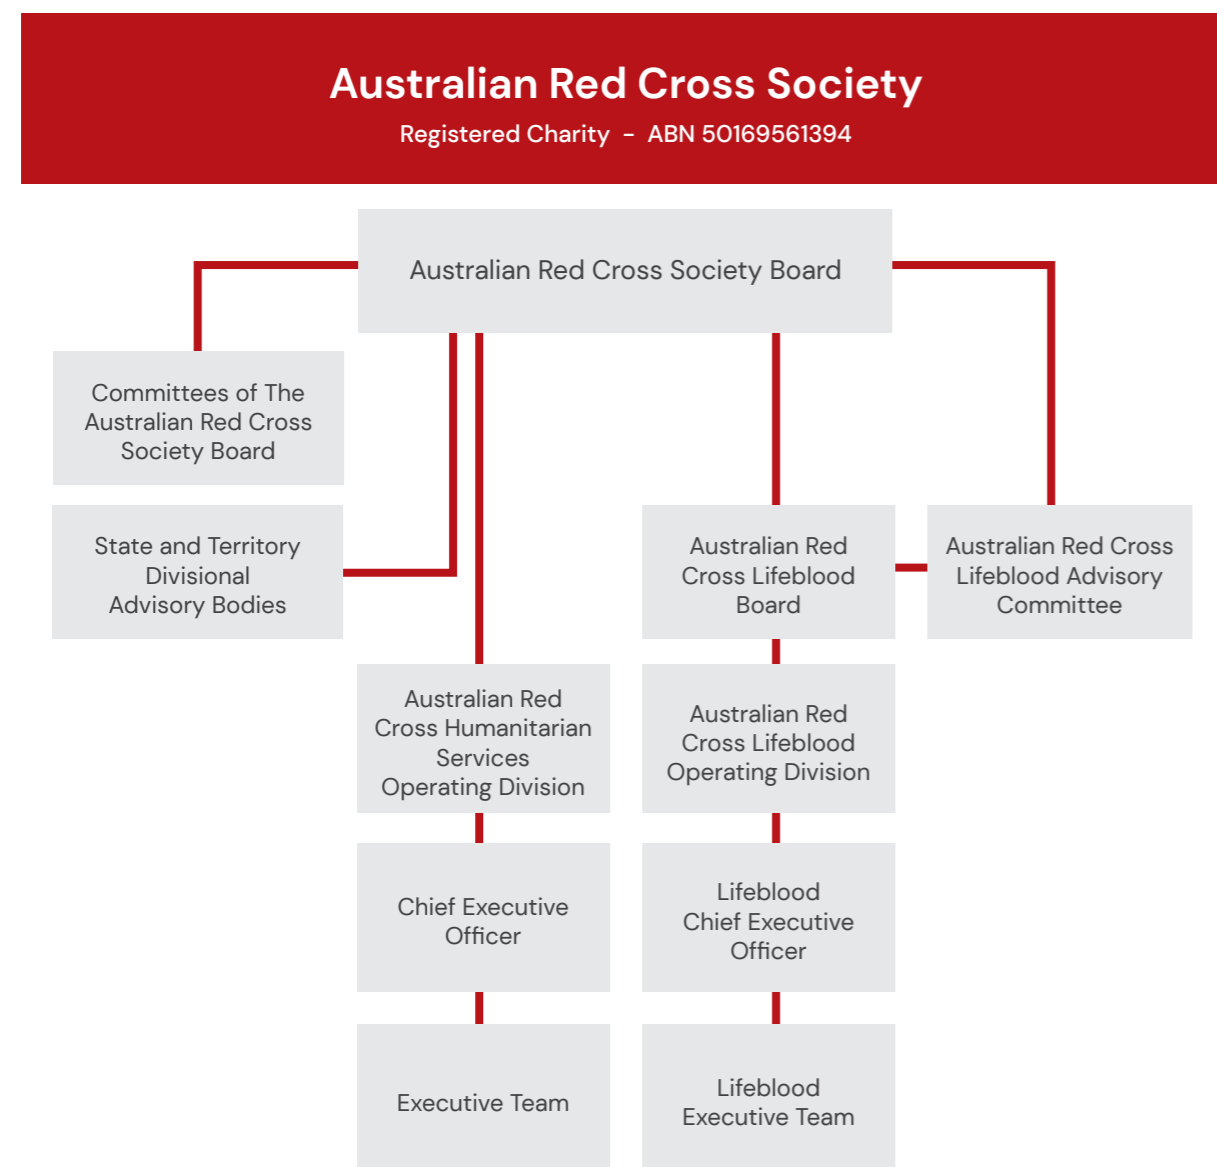 Australian Red Cross Society
Registered Charity - ABN 50169561394
Australian Red Cross Society Board
Committees of The
Australian Red Cross
Society Board
State and Territory
Divisional
Advisory Bodies
Australian Red
Cross Lifeblood
Board
Australian Red Cross
Lifeblood Advisory
Committee
Australian Red
Cross Humanitarian
Services
Operating Division
Australian Red
Cross Lifeblood
Operating Division
Chief Executive
Officer
Lifeblood
Chief Executive
Officer
Executive Team
Lifeblood
Executive Team